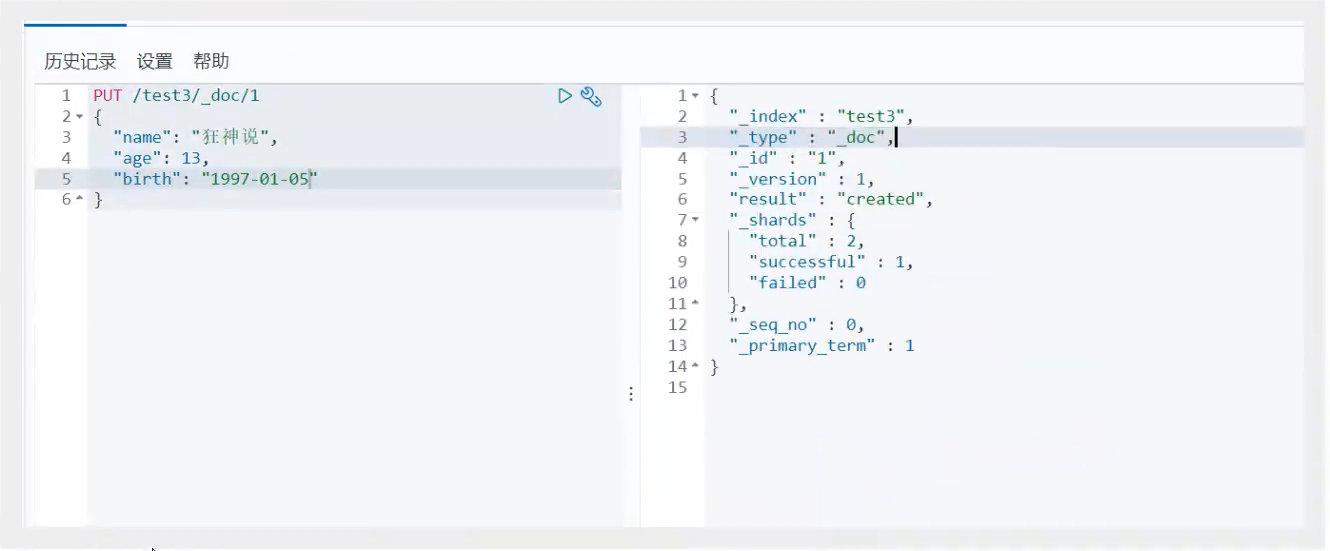 历史记录 设置 帮助
1 PUT /test3/_doc/1
2 {
3 "name": "狂神说",
4 "age": 13,
5 "birth": "1997-01-05"
6 }
1 {
2 "_index" : "test3",
3 "_type" : "_doc",
4 "_id" : "1",
5 "_version" : 1,
6 "result" : "created",
7 "_shards" : {
8 "total" : 2,
9 "successful" : 1,
10 "failed" : 0
11 },
12 "_seq_no" : 0,
13 "_primary_term" : 1
14 }
15